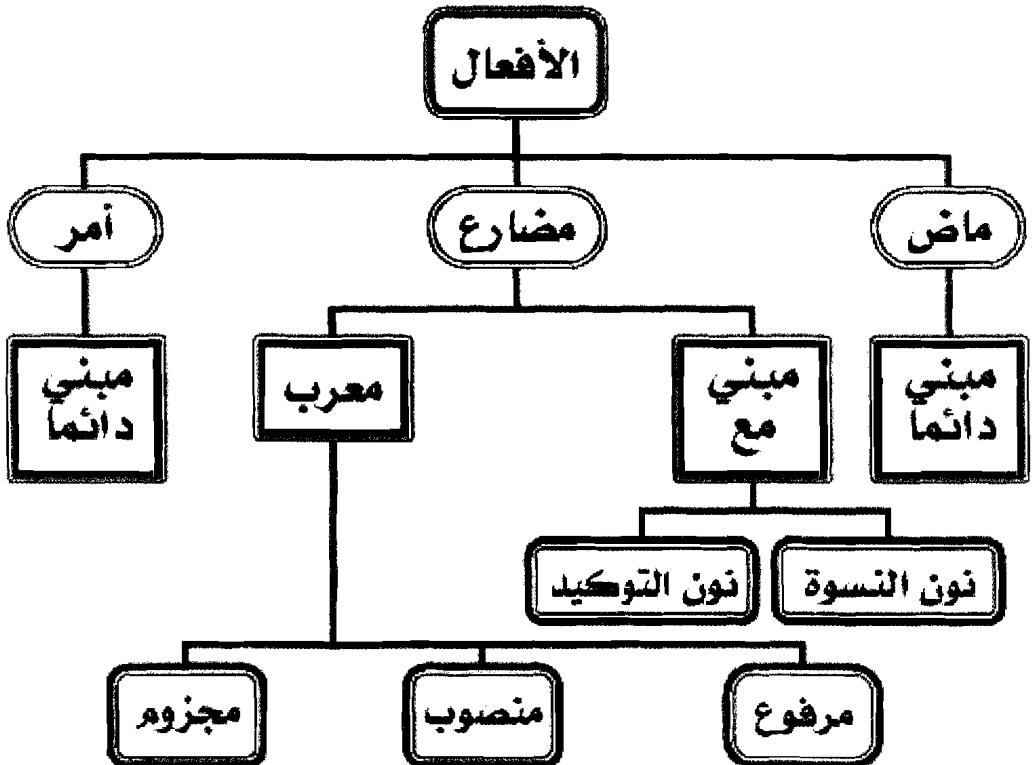 الأفعال
ماض
مضارع
أمر
مبني
دائما
مبني
مع
معرب
مبني
دائما
نون النسوة
نون التوكيد
مرفوع
منصوب
مجزوم